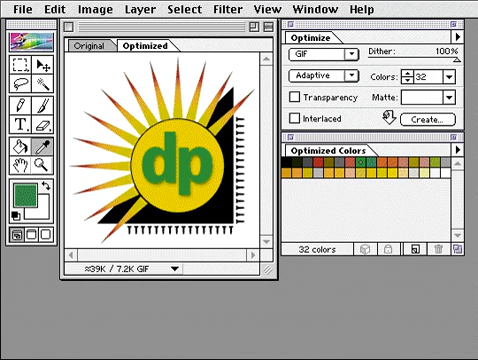 File Edit Image Layer Select Filter View Window Help
Original Optimized
dp
≈39K / 7.2K GIF
Optimize
GIF Dither: 100%
Adaptive Colors: 32
Transparency Matte:
Interlaced Create...
Optimized Colors
32 colors
T